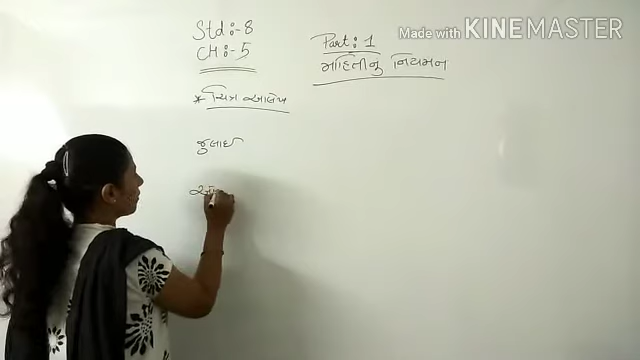 Std :- 8
CH :- 5
Part : 1
માહિતીનું નિયમન
* ચિત્ર આલેખ
જુલાઈ
Made with KINEMASTER